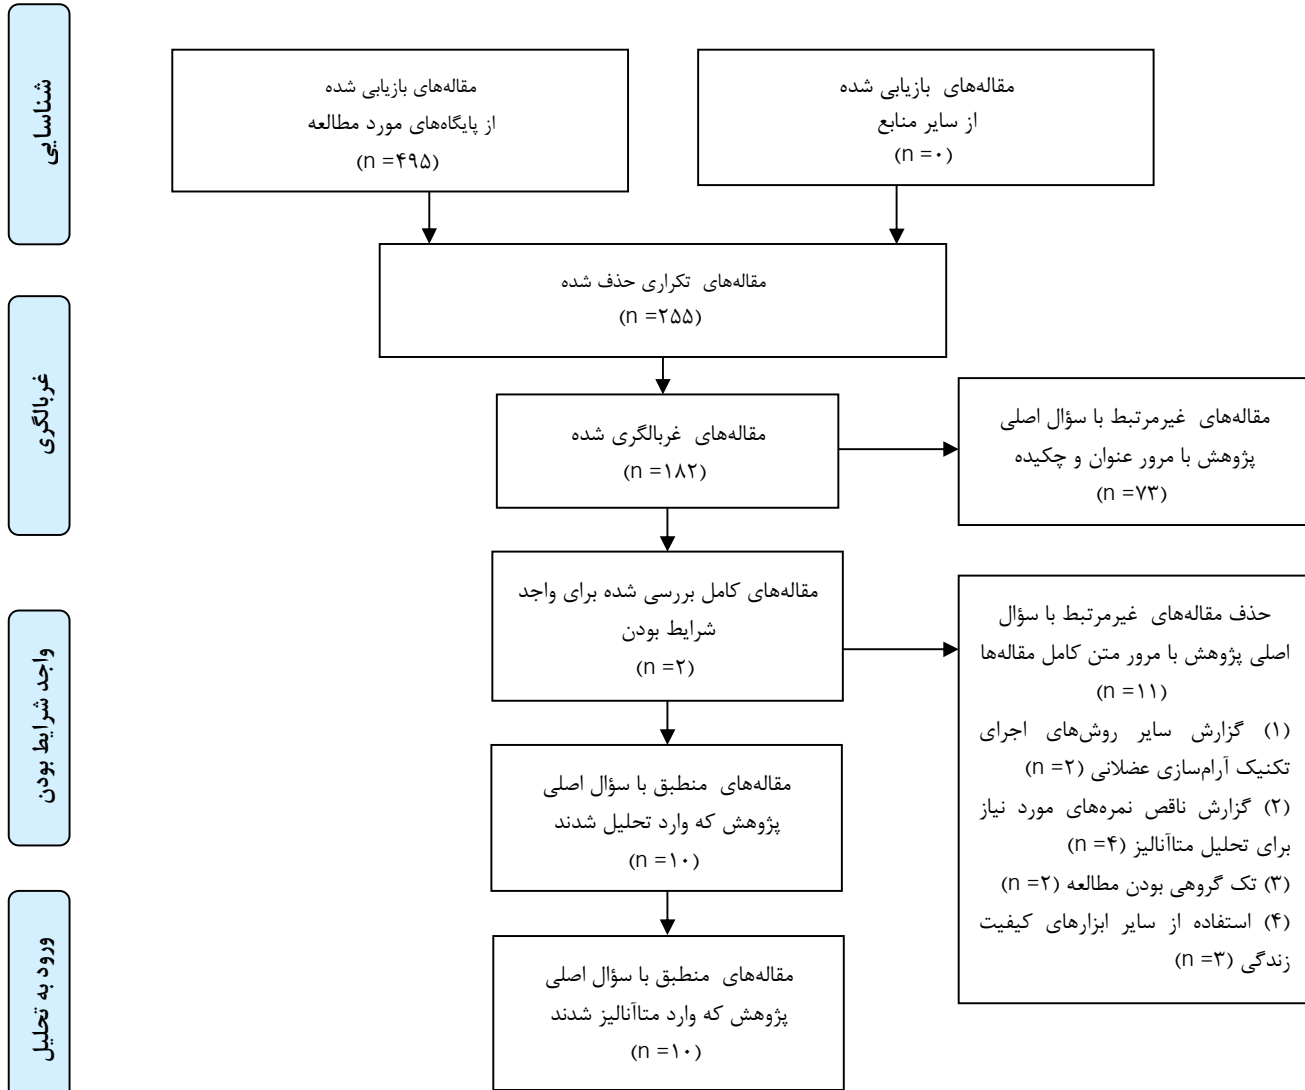 شناسایی
مقاله‌های بازیابی شده
از سایر منابع
(n =۰)
مقاله‌های بازیابی شده
از پایگاه‌های مورد مطالعه
(n =۴۹۵)
مقاله‌های تکراری حذف شده
(n =۲۵۵)
غربالگری
مقاله‌های غربالگری شده
(n =۱۸۲)
مقاله‌های غیرمرتبط با سؤال اصلی
پژوهش با مرور عنوان و چکیده
(n =۷۳)
واجد شرایط بودن
مقاله‌های کامل بررسی شده برای واجد
شرایط بودن
(n =۲)
حذف مقاله‌های غیرمرتبط با سؤال
اصلی پژوهش با مرور متن کامل مقاله‌ها
(n =۱۱)
(۱) گزارش سایر روش‌های اجرای
تکنیک آرام‌سازی عضلانی (n =۲)
(۲) گزارش ناقص نمره‌های مورد نیاز
برای تحلیل متاآنالیز (n =۴)
(۳) تک گروهی بودن مطالعه (n =۲)
(۴) استفاده از سایر ابزارهای کیفیت
زندگی (n =۳)
مقاله‌های منطبق با سؤال اصلی
پژوهش که وارد تحلیل شدند
(n =۱۰)
ورود به تحلیل
مقاله‌های منطبق با سؤال اصلی
پژوهش که وارد متاآنالیز شدند
(n =۱۰)